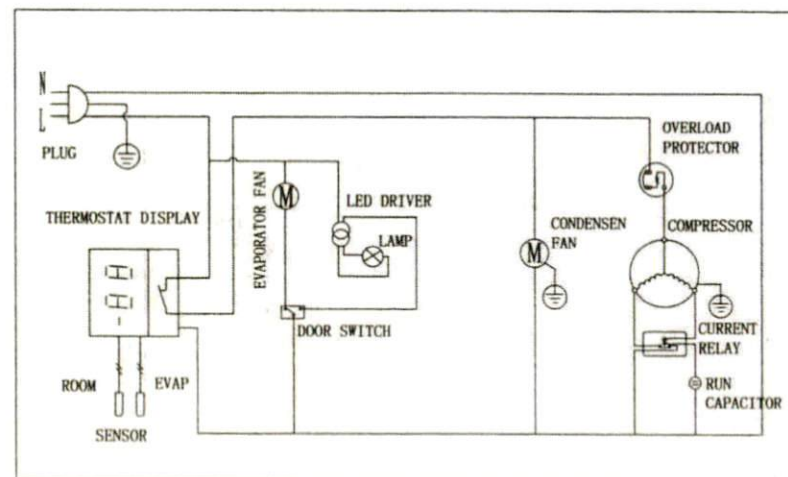 N
L
PLUG
OVERLOAD
PROTECTOR
THERMOSTAT DISPLAY
EVAPORATOR FAN
M
LED DRIVER
LAMP
CONDENSEN
FAN
M
COMPRESSOR
DOOR SWITCH
CURRENT
RELAY
ROOM
EVAP
RUN
CAPACITOR
SENSOR